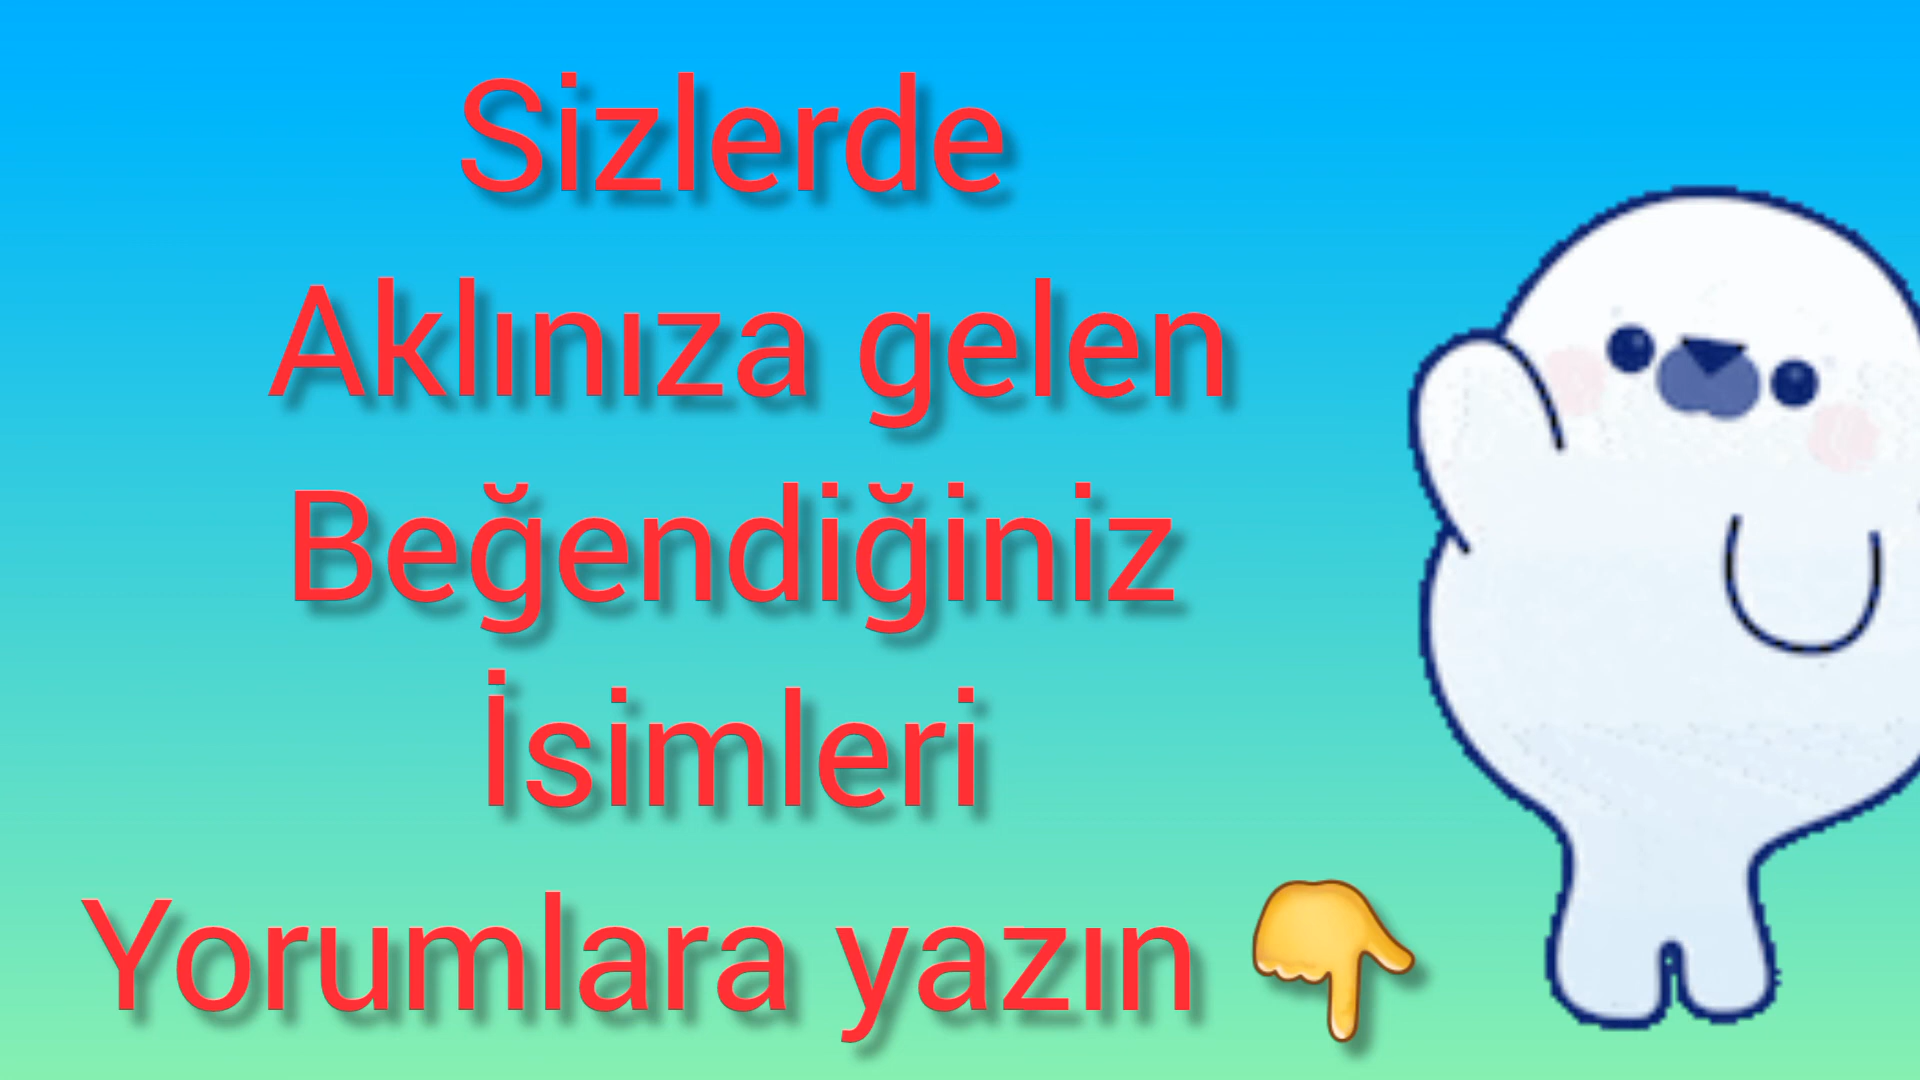 Sizlerde
Aklınıza gelen
Beğendiğiniz
İsimleri
Yorumlara yazın 👇